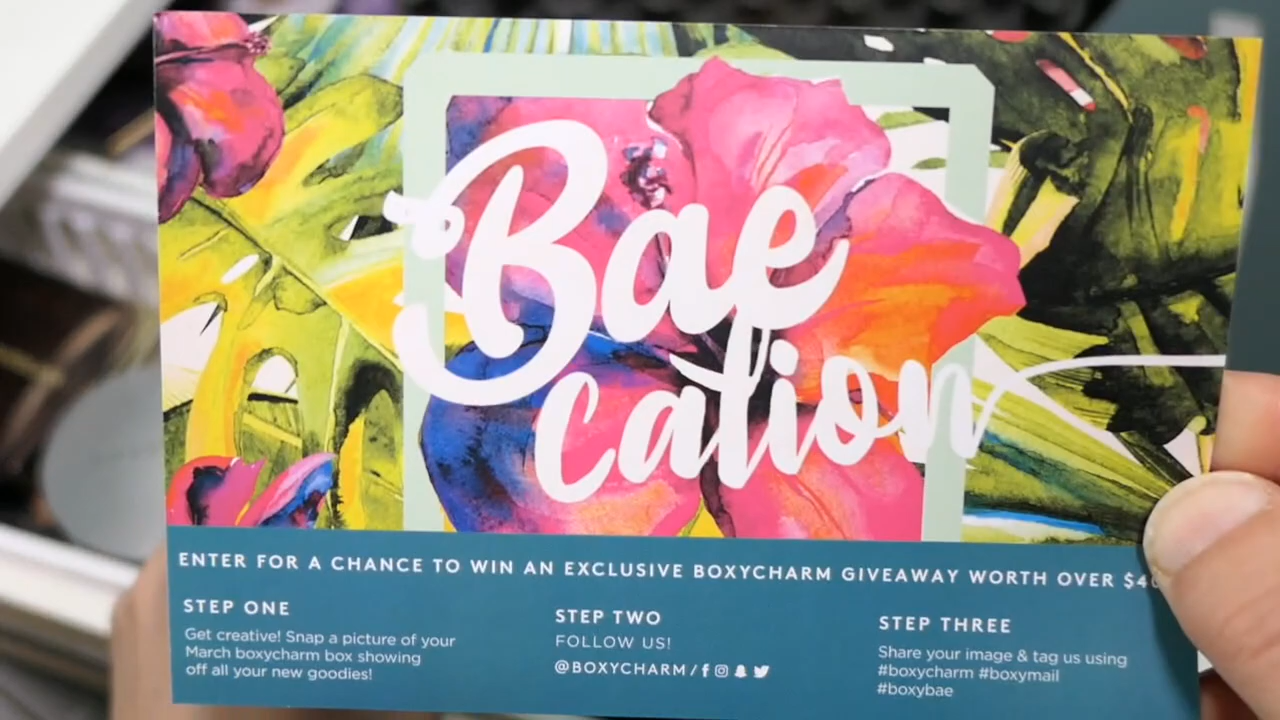 Bae
Cation
ENTER FOR A CHANCE TO WIN AN EXCLUSIVE BOXYCHARM GIVEAWAY WORTH OVER
STEP ONE
Get creative! Snap a picture of your
March boxycharm box showing
off all your new goodies!
STEP TWO
FOLLOW US!
@BOXYCHARM/
STEP THREE
Share your image & tag us using
#boxycharm #boxymail
#boxybae